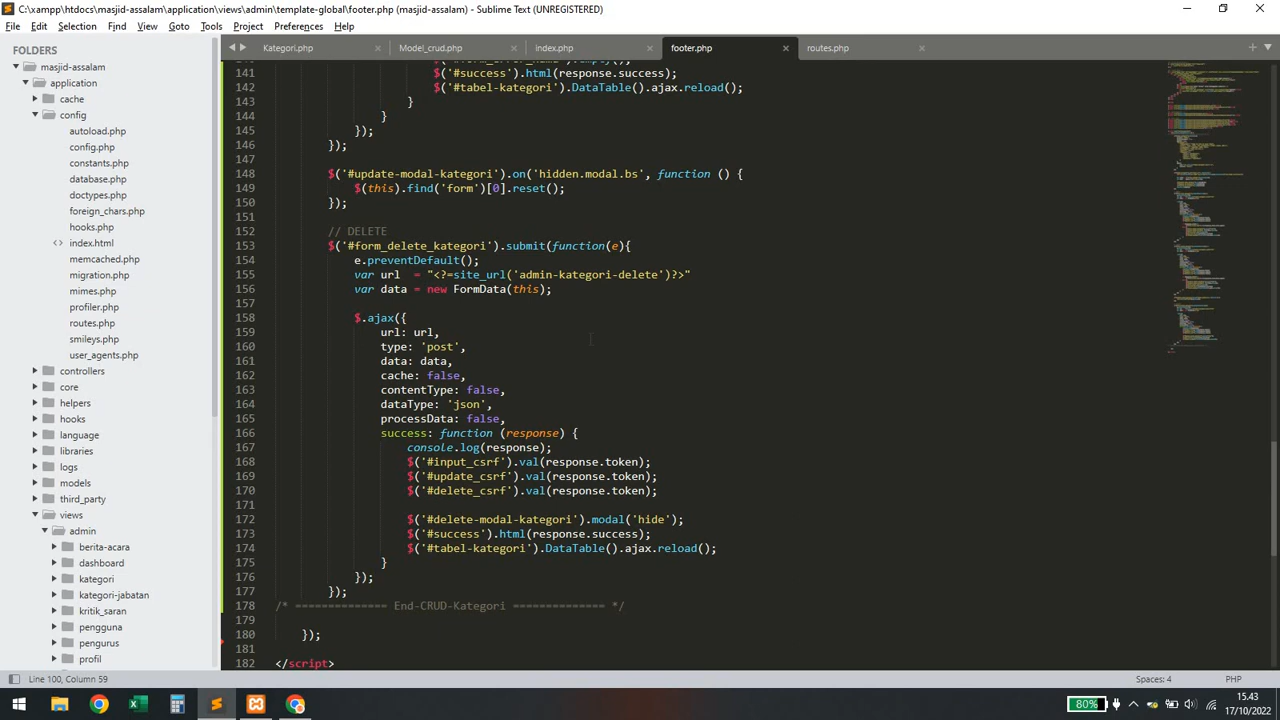 C:\xampp\htdocs\masjid-assalam\application\views\admin\template-global\footer.php (masjid-assalam) - Sublime Text (UNREGISTERED)
File Edit Selection Find View Goto Tools Project Preferences Help
FOLDERS
masjid-assalam
application
cache
config
autoload.php
config.php
constants.php
database.php
doctypes.php
foreign_chars.php
hooks.php
index.html
memcached.php
migration.php
mimes.php
profiler.php
routes.php
smileys.php
user_agents.php
controllers
core
helpers
hooks
language
libraries
logs
models
third_party
views
admin
berita-acara
dashboard
kategori
kategori-jabatan
kritik_saran
pengguna
pengurus
profil
Kategori.php Model_crud.php index.php footer.php routes.php
141 $('#success').html(response.success);
142 $('#tabel-kategori').DataTable().ajax.reload();
143 }
144 }
145 });
146 });
147
148 $('#update-modal-kategori').on('hidden.modal.bs', function () {
149 $(this).find('form')[0].reset();
150 });
151
152 // DELETE
153 $('#form_delete_kategori').submit(function(e){
154 e.preventDefault();
155 var url  = "<?=site_url('admin-kategori-delete')?>"
156 var data = new FormData(this);
157
158 $.ajax({
159 url: url,
160 type: 'post',
161 data: data,
162 cache: false,
163 contentType: false,
164 dataType: 'json',
165 processData: false,
166 success: function (response) {
167 console.log(response);
168 $('#input_csrf').val(response.token);
169 $('#update_csrf').val(response.token);
170 $('#delete_csrf').val(response.token);
171
172 $('#delete-modal-kategori').modal('hide');
173 $('#success').html(response.success);
174 $('#tabel-kategori').DataTable().ajax.reload();
175 }
176 });
177 });
178 /* ============== End-CRUD-Kategori ============== */
179
180 });
181
182 </script>
Line 100, Column 59
Spaces: 4 PHP
80%
15.43
17/10/2022